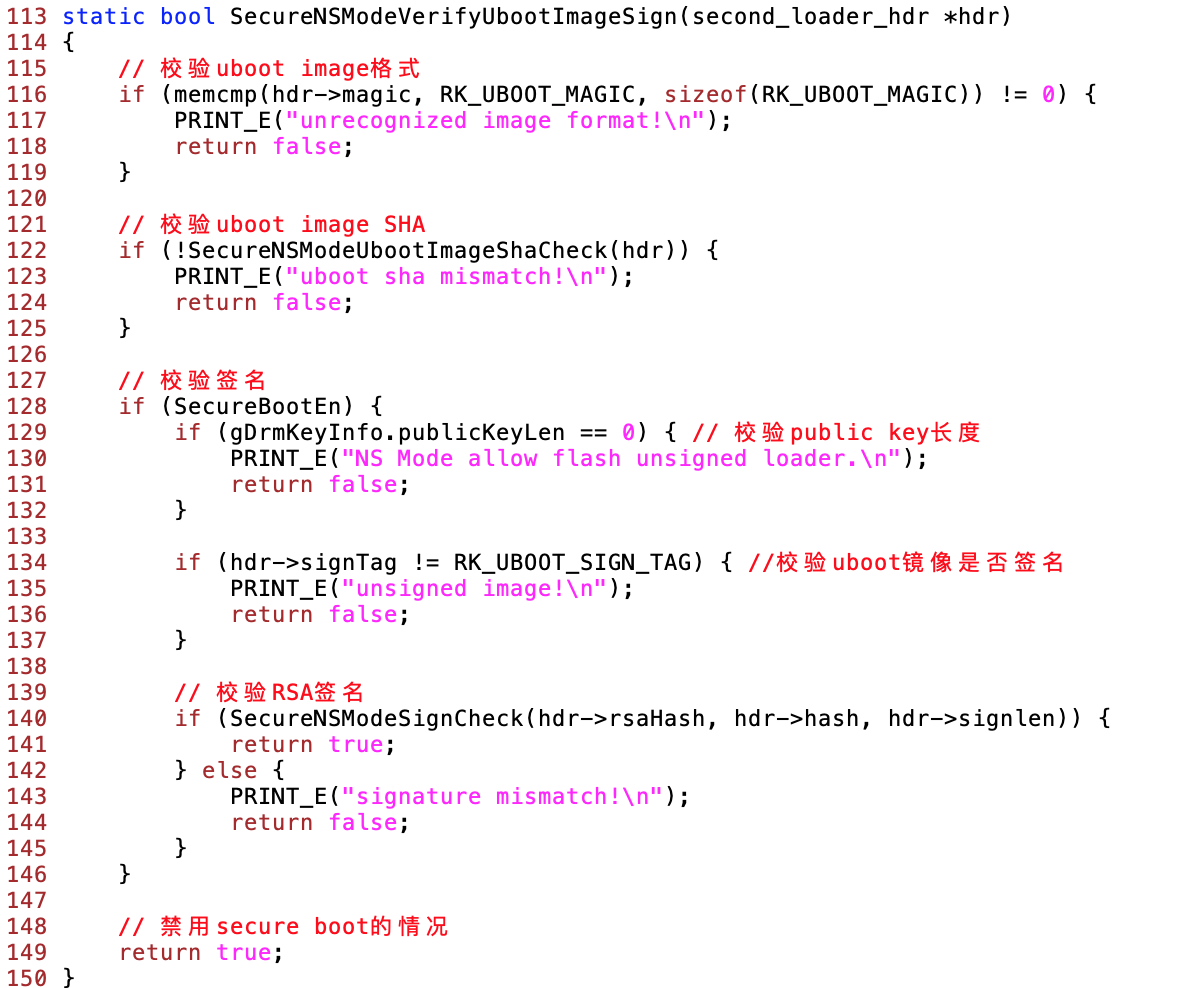 113 static bool SecureNSModeVerifyUbootImageSign(second_loader_hdr *hdr)
114 {
115     // 校验uboot image格式
116     if (memcmp(hdr->magic, RK_UBOOT_MAGIC, sizeof(RK_UBOOT_MAGIC)) != 0) {
117         PRINT_E("unrecognized image format!\n");
118         return false;
119     }
120
121     // 校验uboot image SHA
122     if (!SecureNSModeUbootImageShaCheck(hdr)) {
123         PRINT_E("uboot sha mismatch!\n");
124         return false;
125     }
126
127     // 校验签名
128     if (SecureBootEn) {
129         if (gDrmKeyInfo.publicKeyLen == 0) { // 校验public key长度
130             PRINT_E("NS Mode allow flash unsigned loader.\n");
131             return false;
132         }
133
134         if (hdr->signTag != RK_UBOOT_SIGN_TAG) { //校验uboot镜像是否签名
135             PRINT_E("unsigned image!\n");
136             return false;
137         }
138
139         // 校验RSA签名
140         if (SecureNSModeSignCheck(hdr->rsaHash, hdr->hash, hdr->signlen)) {
141             return true;
142         } else {
143             PRINT_E("signature mismatch!\n");
144             return false;
145         }
146     }
147
148     // 禁用secure boot的情况
149     return true;
150 }